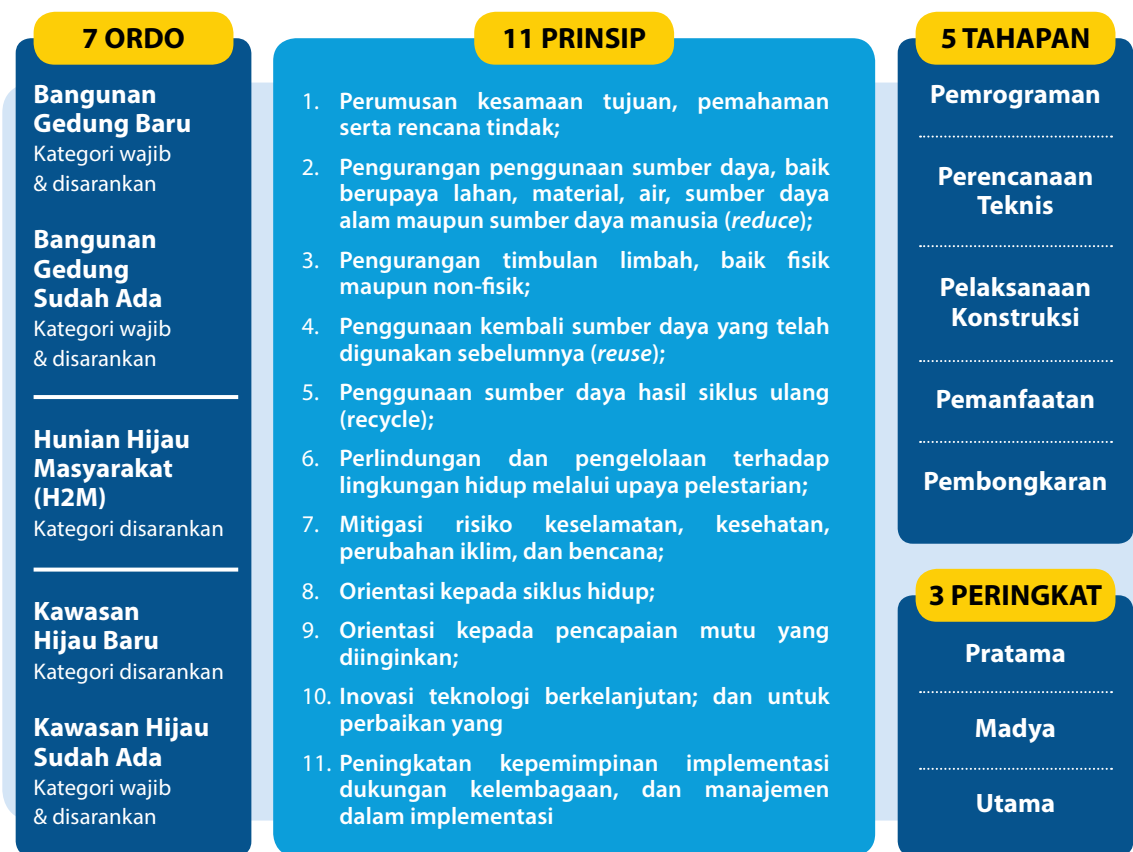 7 ORDO
Bangunan
Gedung Baru
Kategori wajib
& disarankan
Bangunan
Gedung
Sudah Ada
Kategori wajib
& disarankan
Hunian Hijau
Masyarakat
(H2M)
Kategori disarankan
Kawasan
Hijau Baru
Kategori disarankan
Kawasan Hijau
Sudah Ada
Kategori wajib
& disarankan
11 PRINSIP
1. Perumusan kesamaan tujuan, pemahaman
serta rencana tindak;
2. Pengurangan penggunaan sumber daya, baik
berupaya lahan, material, air, sumber daya
alam maupun sumber daya manusia (reduce);
3. Pengurangan timbulan limbah, baik fisik
maupun non-fisik;
4. Penggunaan kembali sumber daya yang telah
digunakan sebelumnya (reuse);
5. Penggunaan sumber daya hasil siklus ulang
(recycle);
6. Perlindungan dan pengelolaan terhadap
lingkungan hidup melalui upaya pelestarian;
7. Mitigasi risiko keselamatan, kesehatan,
perubahan iklim, dan bencana;
8. Orientasi kepada siklus hidup;
9. Orientasi kepada pencapaian mutu yang
diinginkan;
10. Inovasi teknologi berkelanjutan; dan untuk
perbaikan yang
11. Peningkatan kepemimpinan implementasi
dukungan kelembagaan, dan manajemen
dalam implementasi
5 TAHAPAN
Pemrograman
Perencanaan
Teknis
Pelaksanaan
Konstruksi
Pemanfaatan
Pembongkaran
3 PERINGKAT
Pratama
Madya
Utama